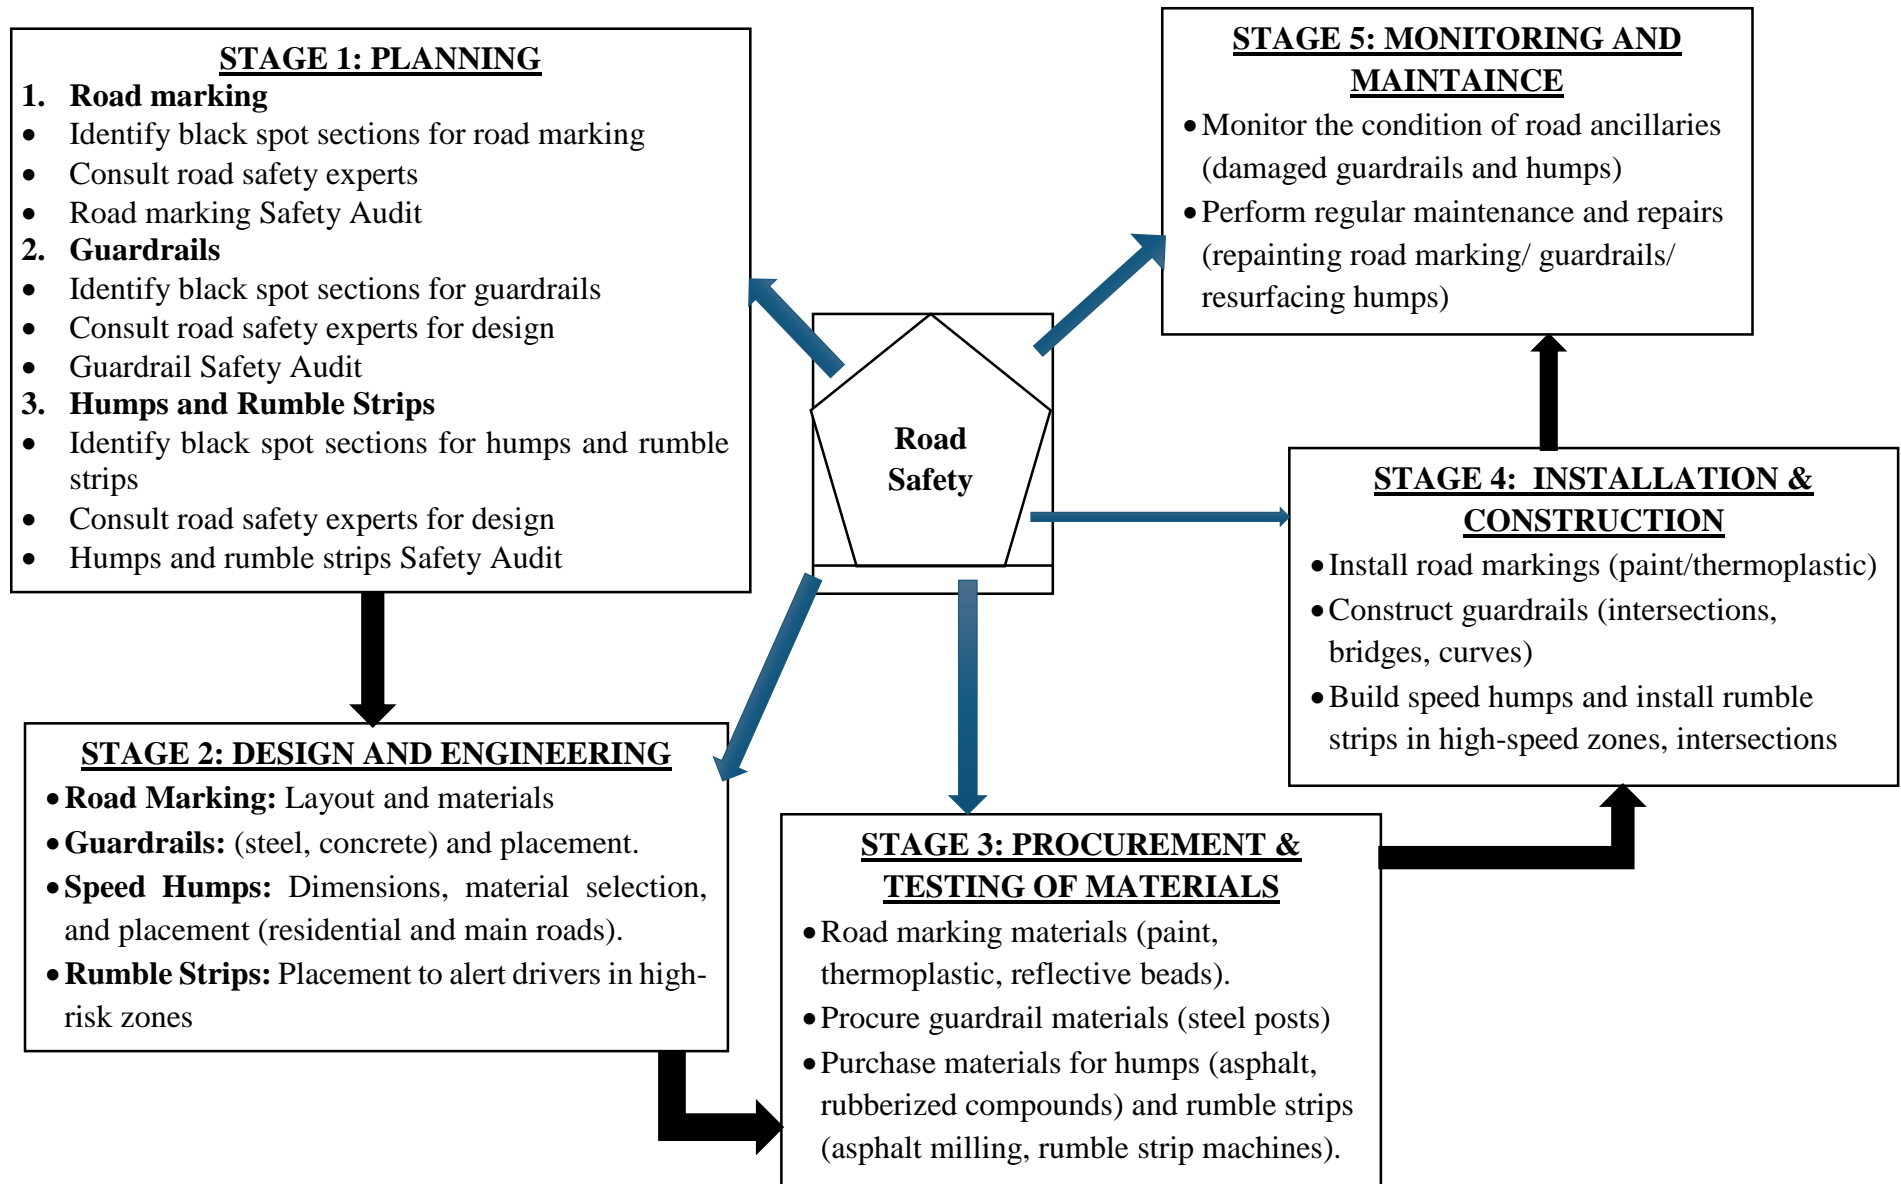 STAGE 1: PLANNING
1. Road marking
• Identify black spot sections for road marking
• Consult road safety experts
• Road marking Safety Audit
2. Guardrails
• Identify black spot sections for guardrails
• Consult road safety experts for design
• Guardrail Safety Audit
3. Humps and Rumble Strips
• Identify black spot sections for humps and rumble
strips
• Consult road safety experts for design
• Humps and rumble strips Safety Audit
Road
Safety
STAGE 2: DESIGN AND ENGINEERING
• Road Marking: Layout and materials
• Guardrails: (steel, concrete) and placement.
• Speed Humps: Dimensions, material selection,
and placement (residential and main roads).
• Rumble Strips: Placement to alert drivers in high-
risk zones
STAGE 3: PROCUREMENT &
TESTING OF MATERIALS
• Road marking materials (paint,
thermoplastic, reflective beads).
• Procure guardrail materials (steel posts)
• Purchase materials for humps (asphalt,
rubberized compounds) and rumble strips
(asphalt milling, rumble strip machines).
STAGE 4: INSTALLATION &
CONSTRUCTION
• Install road markings (paint/thermoplastic)
• Construct guardrails (intersections,
bridges, curves)
• Build speed humps and install rumble
strips in high-speed zones, intersections
STAGE 5: MONITORING AND
MAINTAINCE
• Monitor the condition of road ancillaries
(damaged guardrails and humps)
• Perform regular maintenance and repairs
(repainting road marking/ guardrails/
resurfacing humps)